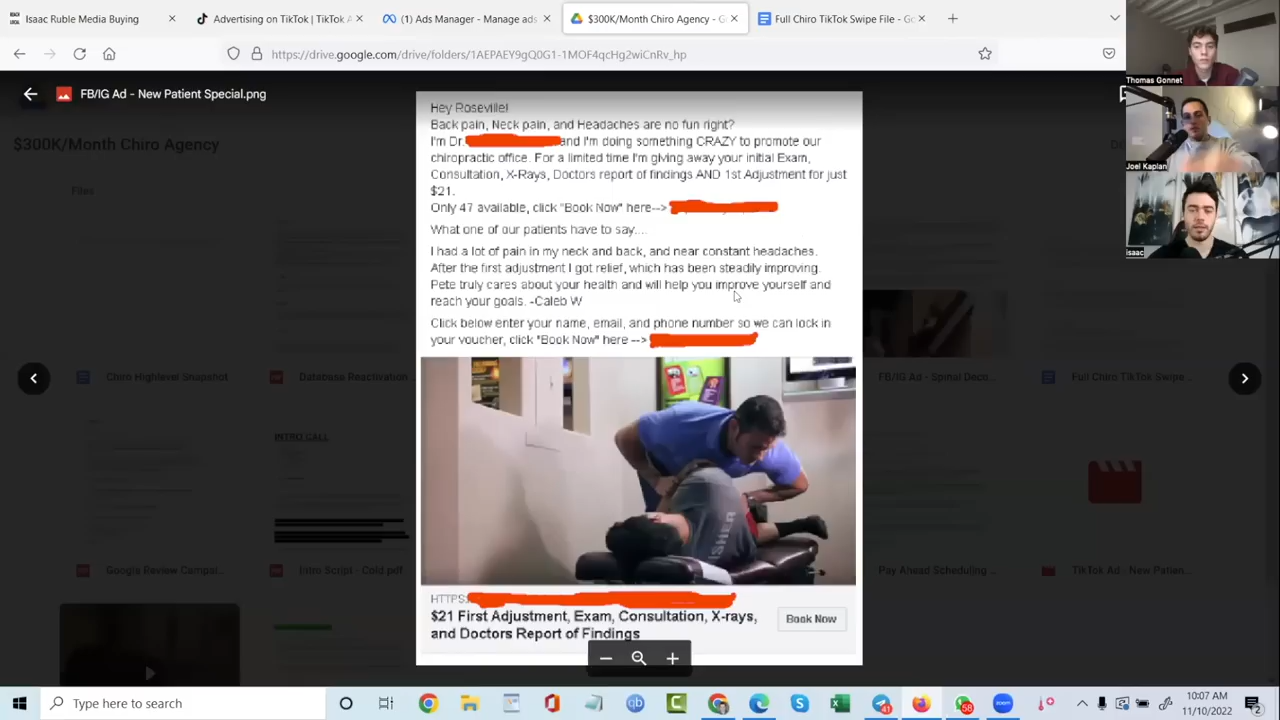 Isaac Ruble Media Buying
Advertising on TikTok | TikTok A
(1) Ads Manager - Manage ads
$300K/Month Chiro Agency - G
Full Chiro TikTok Swipe File - Go
https://drive.google.com/drive/folders/1AEPAEY9gQ0G1-1MOF4qcHg2wiCnRv_hp
Thomas Gonnet
FB/IG Ad - New Patient Special.png
$300K/Month Chiro Agency
Joel Kaplan
Files
isaac
Hey Roseville!
Back pain, Neck pain, and Headaches are no fun right?
I'm Dr. and I'm doing something CRAZY to promote our
chiropractic office. For a limited time I'm giving away your initial Exam,
Consultation, X-Rays, Doctors report of findings AND 1st Adjustment for just
$21.
Only 47 available, click "Book Now" here-->
What one of our patients have to say....
I had a lot of pain in my neck and back, and near constant headaches.
After the first adjustment I got relief, which has been steadily improving.
Pete truly cares about your health and will help you improve yourself and
reach your goals. -Caleb W
Click below enter your name, email, and phone number so we can lock in
your voucher, click "Book Now" here -->
Chiro Highlevel Snapshot
Database Reactivation
FB/IG Ad - Spinal Deco...
Full Chiro TikTok Swipe...
INTRO CALL
Google Review Campai...
Intro Script - Cold.pdf
Pay Ahead Scheduling
TikTok Ad - New Patien...
HTTPS:
$21 First Adjustment, Exam, Consultation, X-rays,
and Doctors Report of Findings
Book Now
Type here to search
41
58
10:07 AM
11/10/2022
2